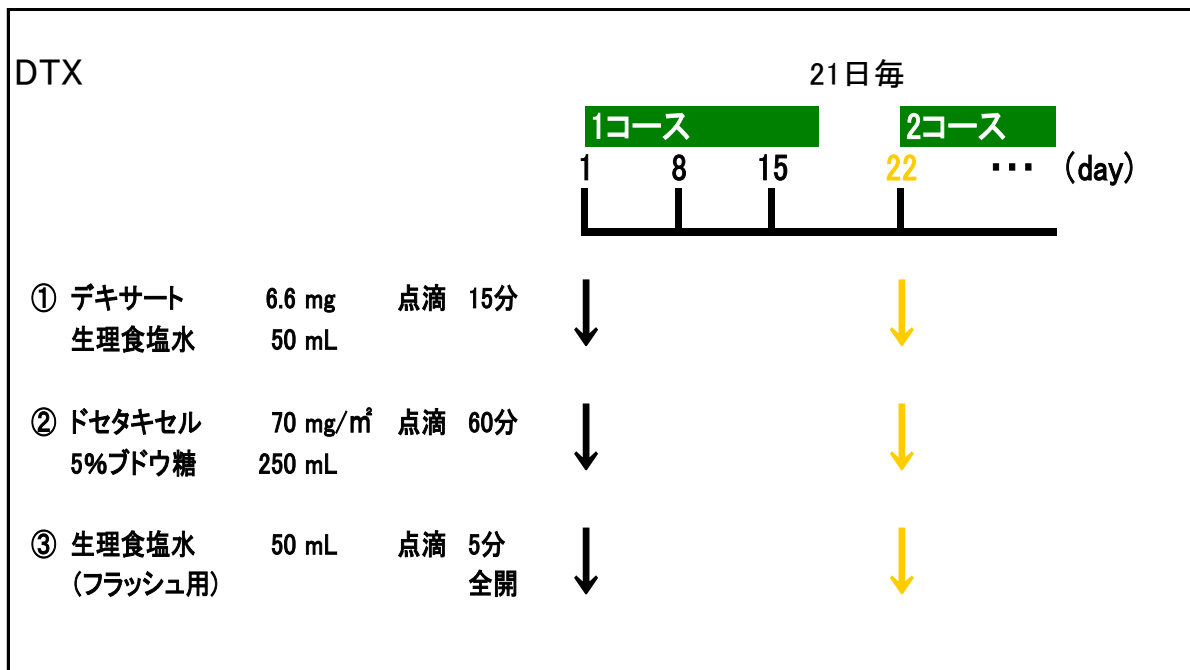 DTX 21日毎
1コース 2コース
1 8 15 22 ・・・ (day)
① デキサート 6.6 mg 点滴 15分
生理食塩水 50 mL
② ドセタキセル 70 mg/㎡ 点滴 60分
5%ブドウ糖 250 mL
③ 生理食塩水 50 mL 点滴 5分
(フラッシュ用) 全開